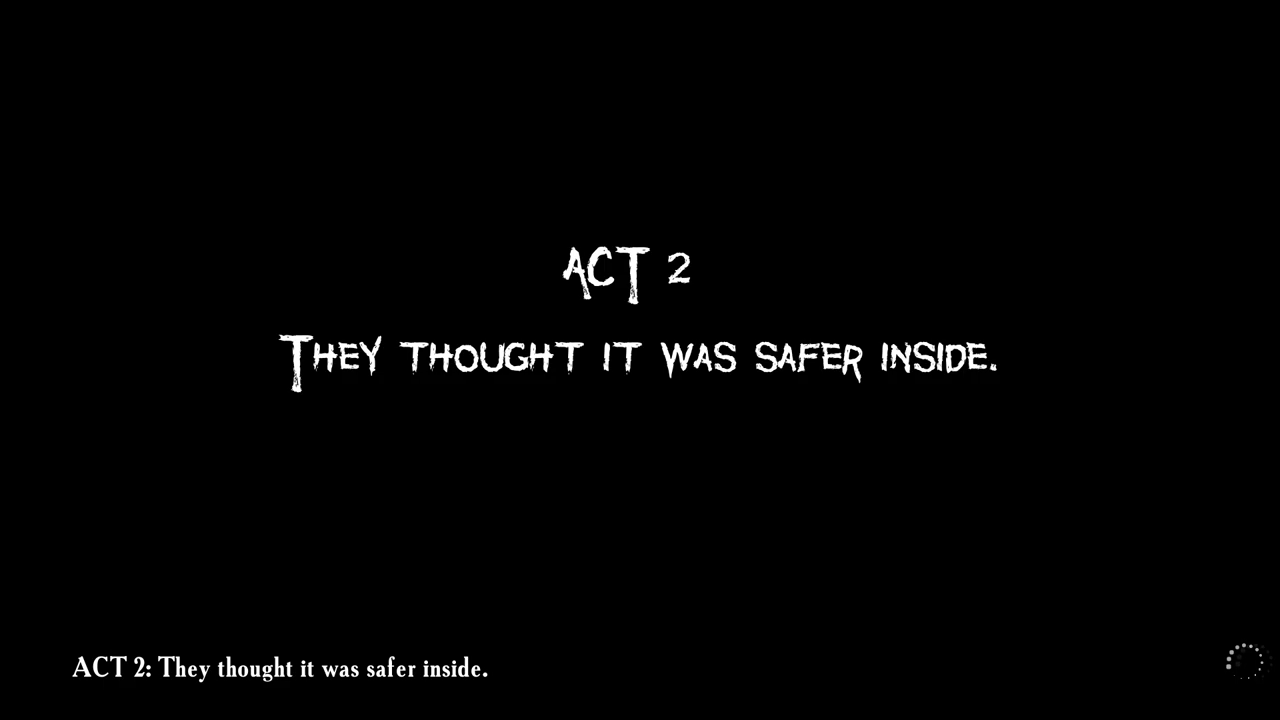 ACT 2
THEY THOUGHT IT WAS SAFER INSIDE.
ACT 2: They thought it was safer inside.